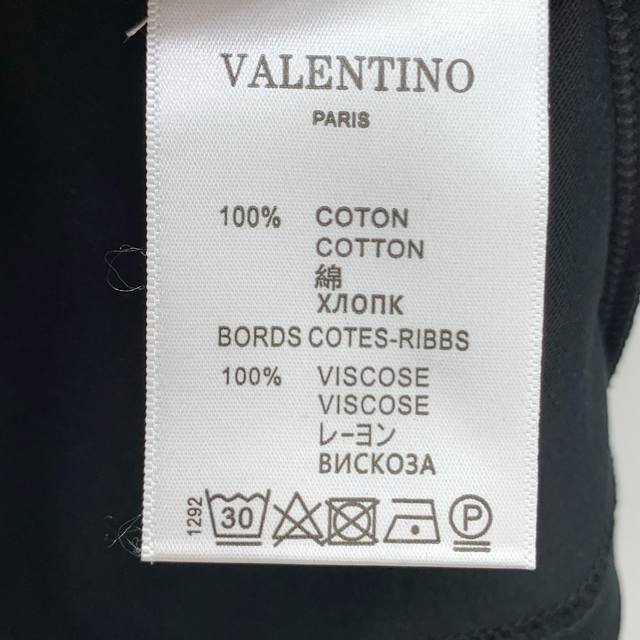 VALENTINO
PARIS
100% COTON
COTTON
綿
ХЛОПК
BORDS COTES-RIBBS
100% VISCOSE
VISCOSE
レーヨン
ВИСКОЗА
1292
30
P